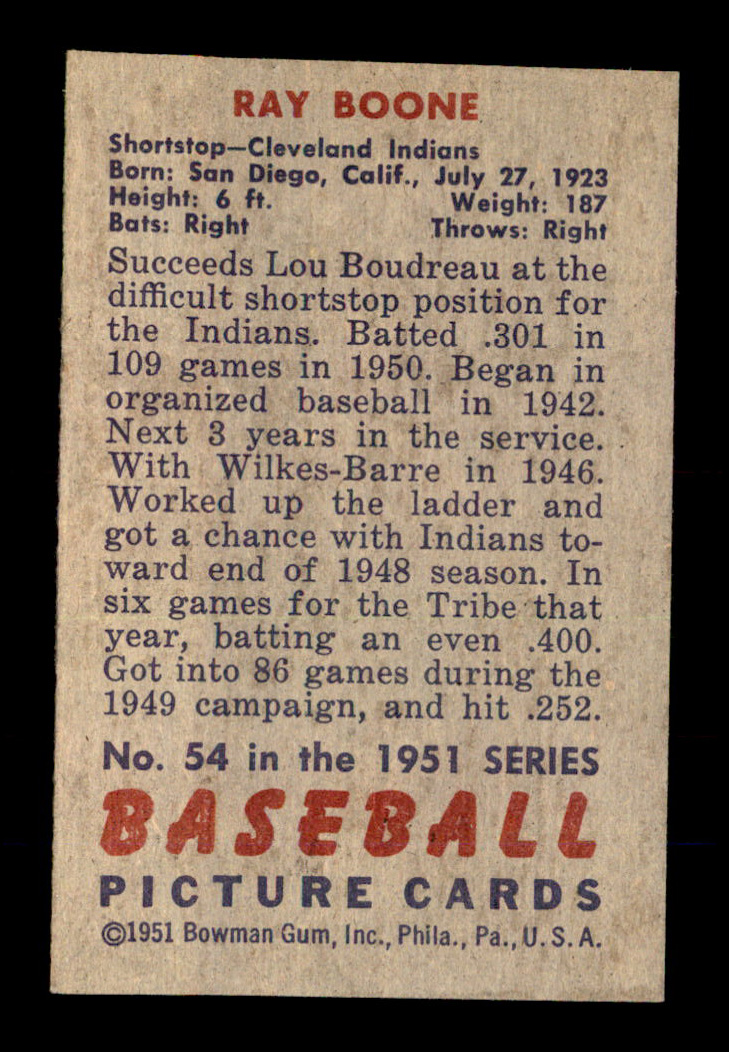 RAY BOONE
Shortstop—Cleveland Indians
Born: San Diego, Calif., July 27, 1923
Height: 6 ft. Weight: 187
Bats: Right Throws: Right
Succeeds Lou Boudreau at the
difficult shortstop position for
the Indians. Batted .301 in
109 games in 1950. Began in
organized baseball in 1942.
Next 3 years in the service.
With Wilkes-Barre in 1946.
Worked up the ladder and
got a chance with Indians to-
ward end of 1948 season. In
six games for the Tribe that
year, batting an even .400.
Got into 86 games during the
1949 campaign, and hit .252.
No. 54 in the 1951 SERIES
BASEBALL
PICTURE CARDS
©1951 Bowman Gum, Inc., Phila., Pa., U. S. A.